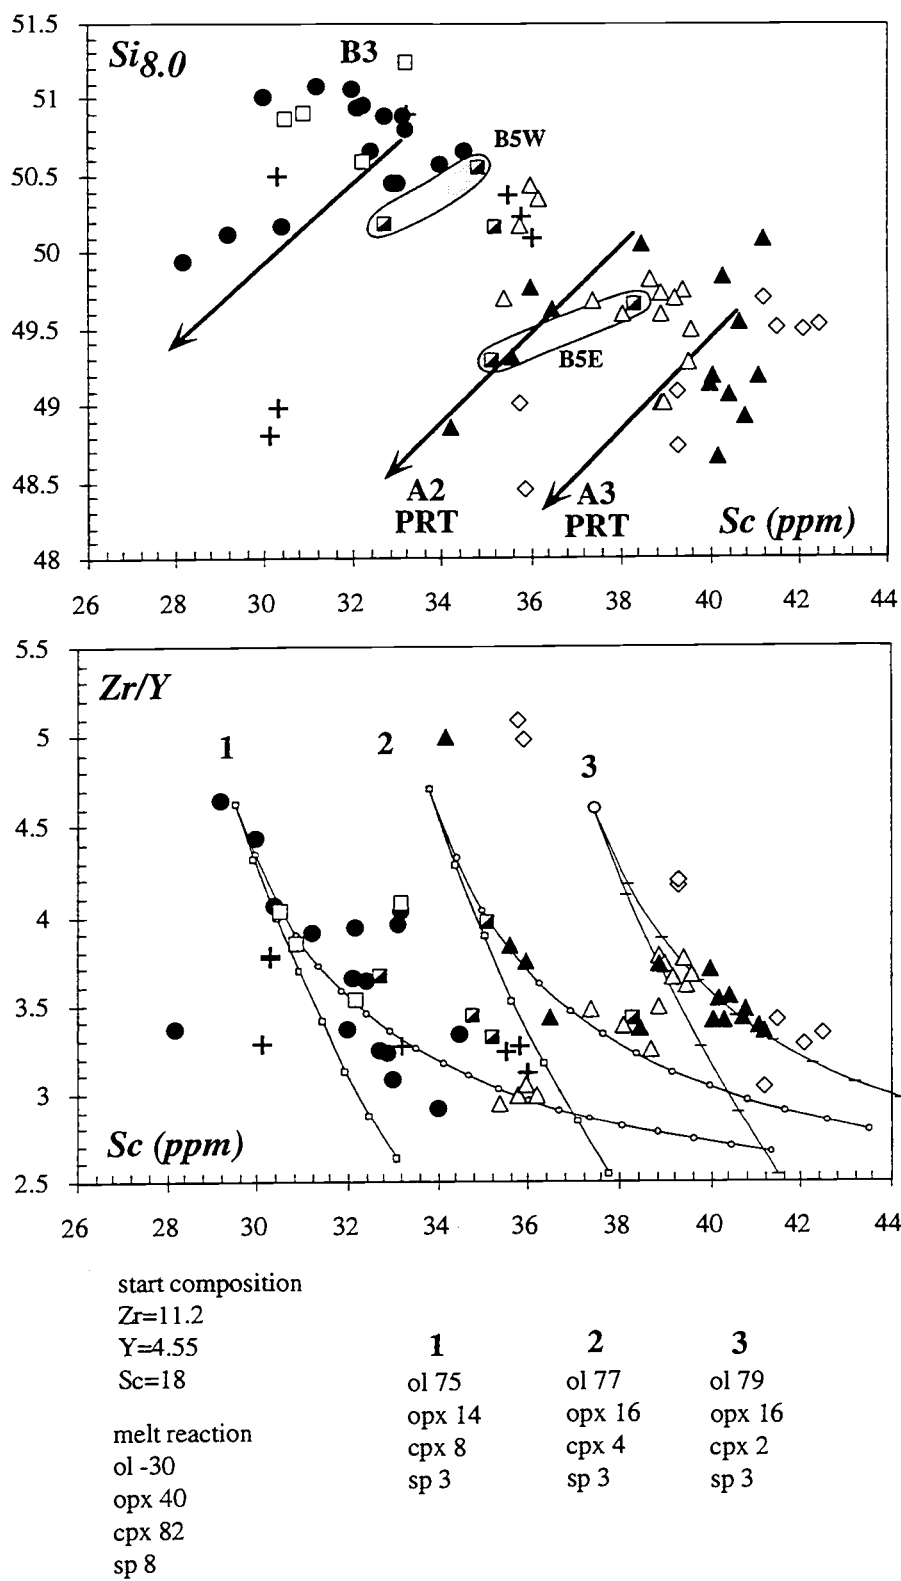 51.5
Si8.0
B3
51
B5W
50.5
50
49.5
B5E
49
A2
PRT
A3
PRT
48.5
Sc (ppm)
48
26
30
32
34
36
38
40
42
44
5.5
Zr/Y
5
1
2
3
4.5
4
3.5
3
Sc (ppm)
2.5
26
28
30
32
34
36
38
40
42
44
start composition
Zr=11.2
Y=4.55
Sc=18
melt reaction
ol -30
opx 40
cpx 82
sp 8
1
ol 75
opx 14
cpx 8
sp 3
2
ol 77
opx 16
cpx 4
sp 3
3
ol 79
opx 16
cpx 2
sp 3